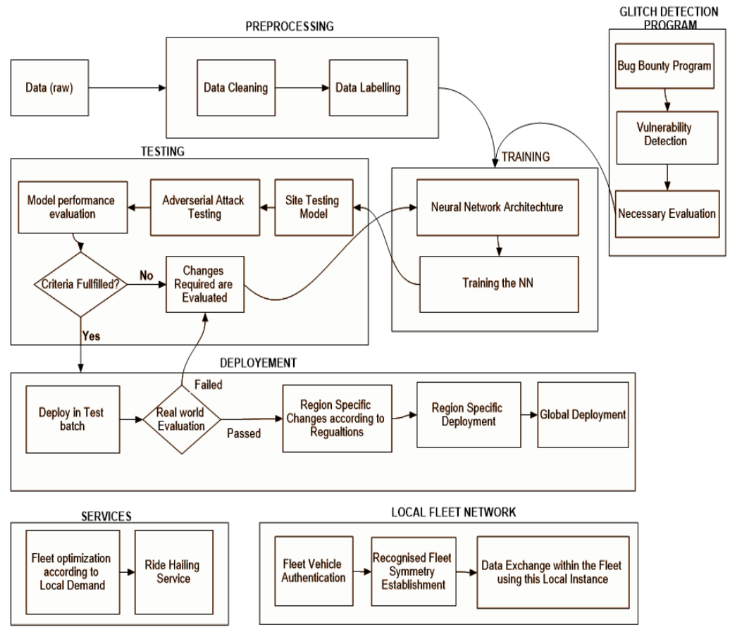 GLITCH DETECTION
PROGRAM
PREPROCESSING
Data (raw)
Data Cleaning
Data Labelling
Bug Bounty Program
Vulnerability
Detection
Necessary Evaluation
TESTING
Model performance
evaluation
Adverserial Attack
Testing
Site Testing
Model
Criteria Fullfilled?
No
Changes
Required are
Evaluated
Yes
TRAINING
Neural Network Architechture
Training the NN
DEPLOYEMENT
Deploy in Test
batch
Real world
Evaluation
Failed
Passed
Region Specific
Changes according to
Regualtions
Region Specific
Deployment
Global Deployment
SERVICES
Fleet optimization
according to
Local Demand
Ride Hailing
Service
LOCAL FLEET NETWORK
Fleet Vehicle
Authentication
Recognised Fleet
Symmetry
Establishment
Data Exchange within the Fleet
using this Local Instance